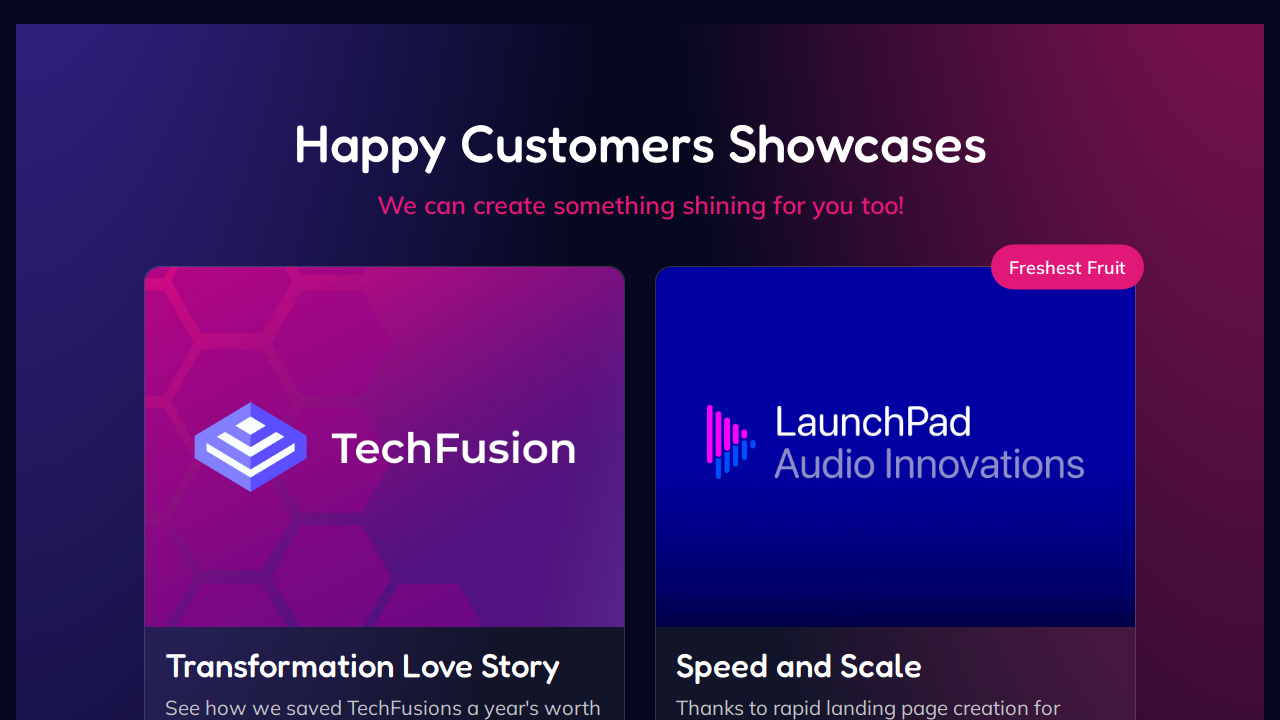 Happy Customers Showcases
We can create something shining for you too!
Freshest Fruit
TechFusion
LaunchPad
Audio Innovations
Transformation Love Story
See how we saved TechFusions a year's worth
Speed and Scale
Thanks to rapid landing page creation for